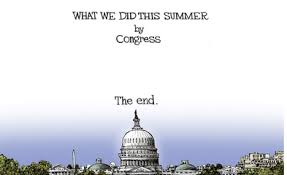 WHAT WE DID THIS SUMMER
by
Congress
The end.